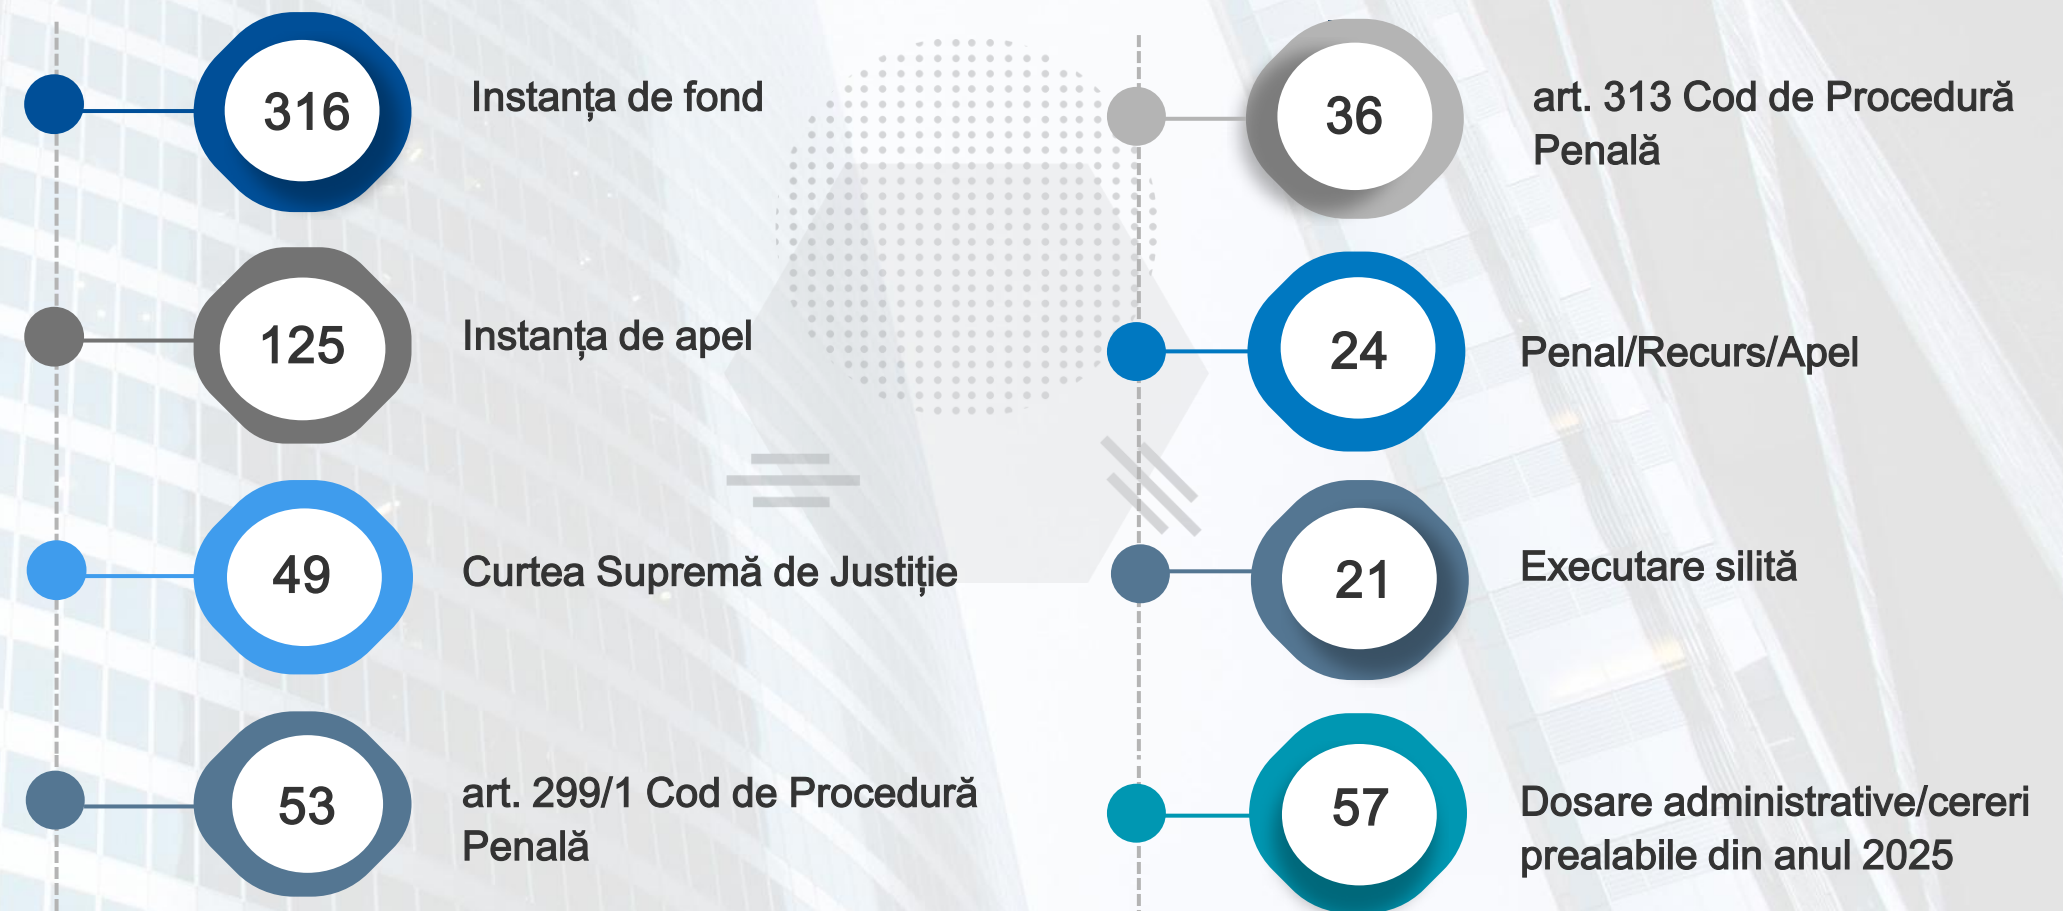 316
Instanța de fond
125
Instanța de apel
49
Curtea Supremă de Justiție
53
art. 299/1 Cod de Procedură
Penală
36
art. 313 Cod de Procedură
Penală
24
Penal/Recurs/Apel
21
Executare silită
57
Dosare administrative/cereri
prealabile din anul 2025